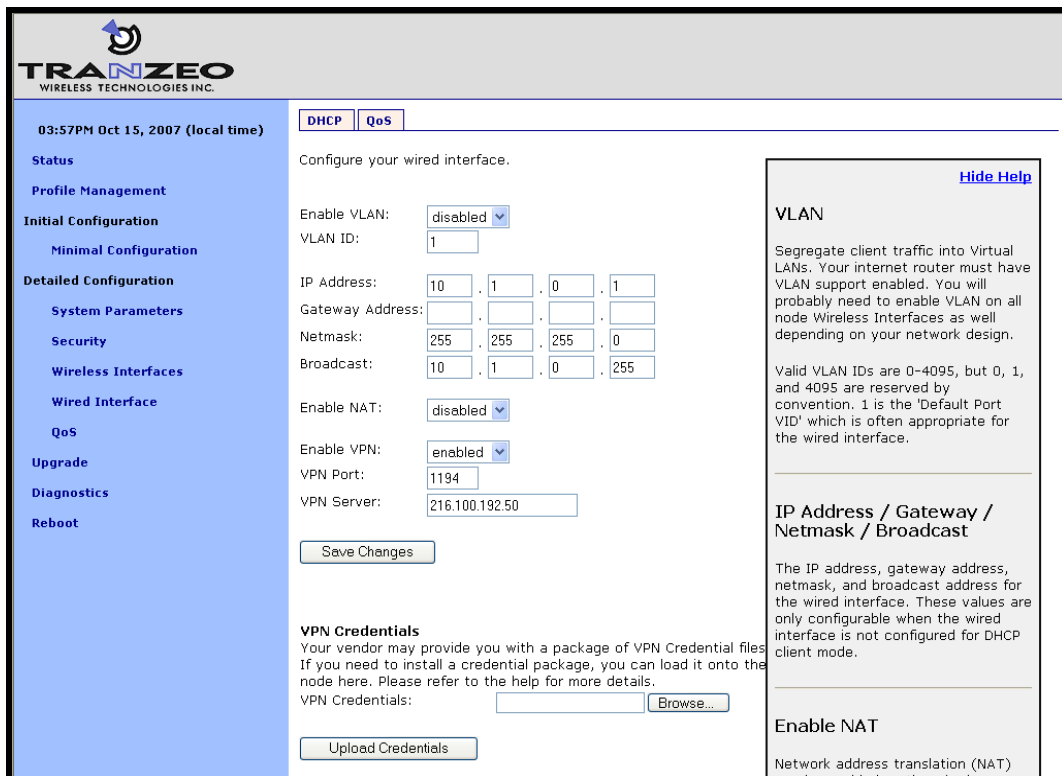 TRANZEO
WIRELESS TECHNOLOGIES INC.
03:57PM Oct 15, 2007 (local time)
Status
Profile Management
Initial Configuration
Minimal Configuration
Detailed Configuration
System Parameters
Security
Wireless Interfaces
Wired Interface
QoS
Upgrade
Diagnostics
Reboot
DHCP QoS
Configure your wired interface.
Enable VLAN: disabled
VLAN ID: 1
IP Address: 10 . 1 . 0 . 1
Gateway Address: . . .
Netmask: 255 . 255 . 255 . 0
Broadcast: 10 . 1 . 0 . 255
Enable NAT: disabled
Enable VPN: enabled
VPN Port: 1194
VPN Server: 216.100.192.50
Save Changes
VPN Credentials
Your vendor may provide you with a package of VPN Credential files
If you need to install a credential package, you can load it onto the
node here. Please refer to the help for more details.
VPN Credentials: Browse...
Upload Credentials
Hide Help
VLAN
Segregate client traffic into Virtual
LANs. Your internet router must have
VLAN support enabled. You will
probably need to enable VLAN on all
node Wireless Interfaces as well
depending on your network design.
Valid VLAN IDs are 0-4095, but 0, 1,
and 4095 are reserved by
convention. 1 is the 'Default Port
VID' which is often appropriate for
the wired interface.
IP Address / Gateway /
Netmask / Broadcast
The IP address, gateway address,
netmask, and broadcast address for
the wired interface. These values are
only configurable when the wired
interface is not configured for DHCP
client mode.
Enable NAT
Network address translation (NAT)